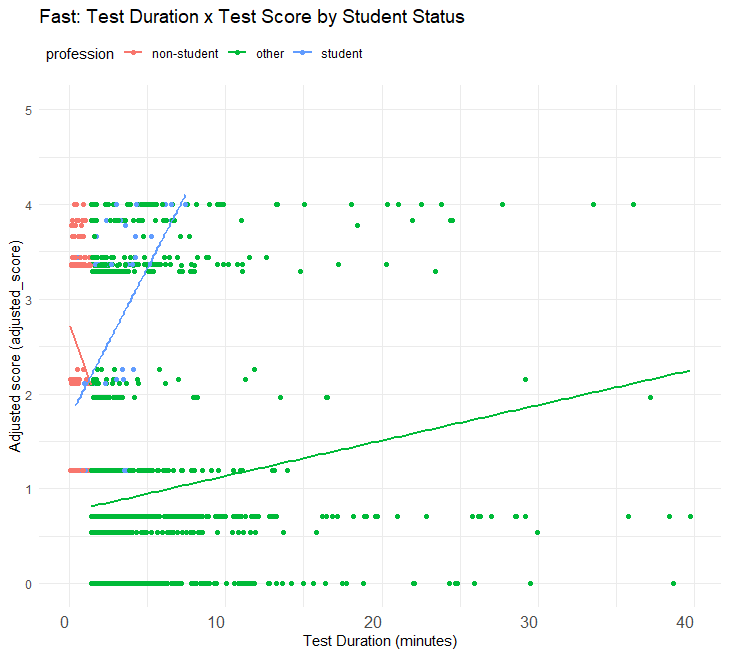 Fast: Test Duration x Test Score by Student Status
profession non-student other student
5
4
3
2
1
0
Adjusted score (adjusted_score)
0 10 20 30 40
Test Duration (minutes)